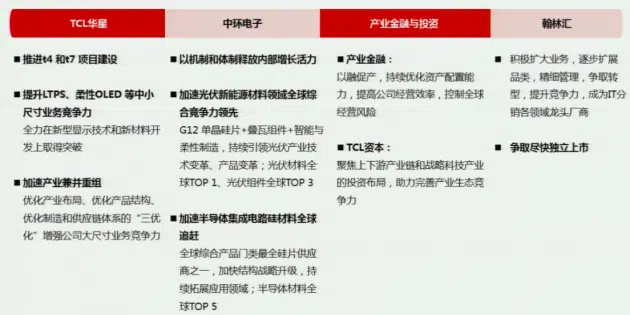 TCL华星
■ 推进t4 和t7 项目建设
■ 提升LTPS、柔性OLED 等中小
尺寸业务竞争力
全力在新型显示技术和新材料开
发上取得突破
■ 加速产业兼并重组
优化产业布局、优化产品结构、
优化制造和供应链体系的“三优
化”增强公司大尺寸业务竞争力
中环电子
■ 以机制和体制释放内部增长活力
■ 加速光伏新能源材料领域全球综
合竞争力领先
G12 单晶硅片+叠瓦组件+智能与
柔性制造，持续引领光伏产业技
术变革、产品变革；光伏材料全
球TOP 1、光伏组件全球TOP 3
■ 加速半导体集成电路硅材料全球
追赶
全球综合产品门类最全硅片供应
商之一，加快结构战略升级，持
续拓展应用领域；半导体材料全
球TOP 5
产业金融与投资
■ 产业金融：
以融促产，持续优化资产配置能
力，提高公司经营效率，控制全球
经营风险
■ TCL资本：
聚焦上下游产业链和战略科技产业
的投资布局，助力完善产业生态竞
争力
翰林汇
■ 积极扩大业务，逐步扩展
品类，精细管理，争取转
型，提升竞争力，成为IT分
销各领域龙头厂商
■ 争取尽快独立上市